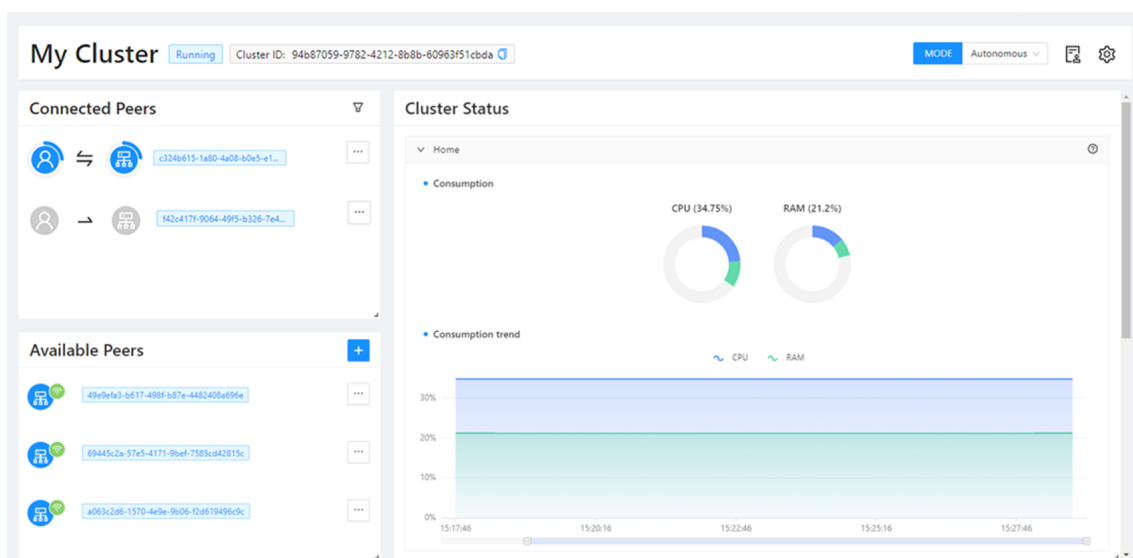 My Cluster Running Cluster ID: 94b87059-9782-4212-8b8b-60963f51cbda MODE Autonomous
Connected Peers
c324b615-1a80-4a08-b0e5-e1...
f42c417f-9064-49f5-b326-7e4...
Available Peers
49e9efa3-b617-498f-b87e-4482408a696e
69445c2a-57e5-4171-9bef-7585cd42815c
a063c2d6-1570-4e9e-9b06-f2d619496c9c
Cluster Status
Home
Consumption
CPU (34.75%) RAM (21.2%)
Consumption trend
CPU RAM
30%
20%
10%
0%
15:17:46 15:20:16 15:22:46 15:25:16 15:27:46